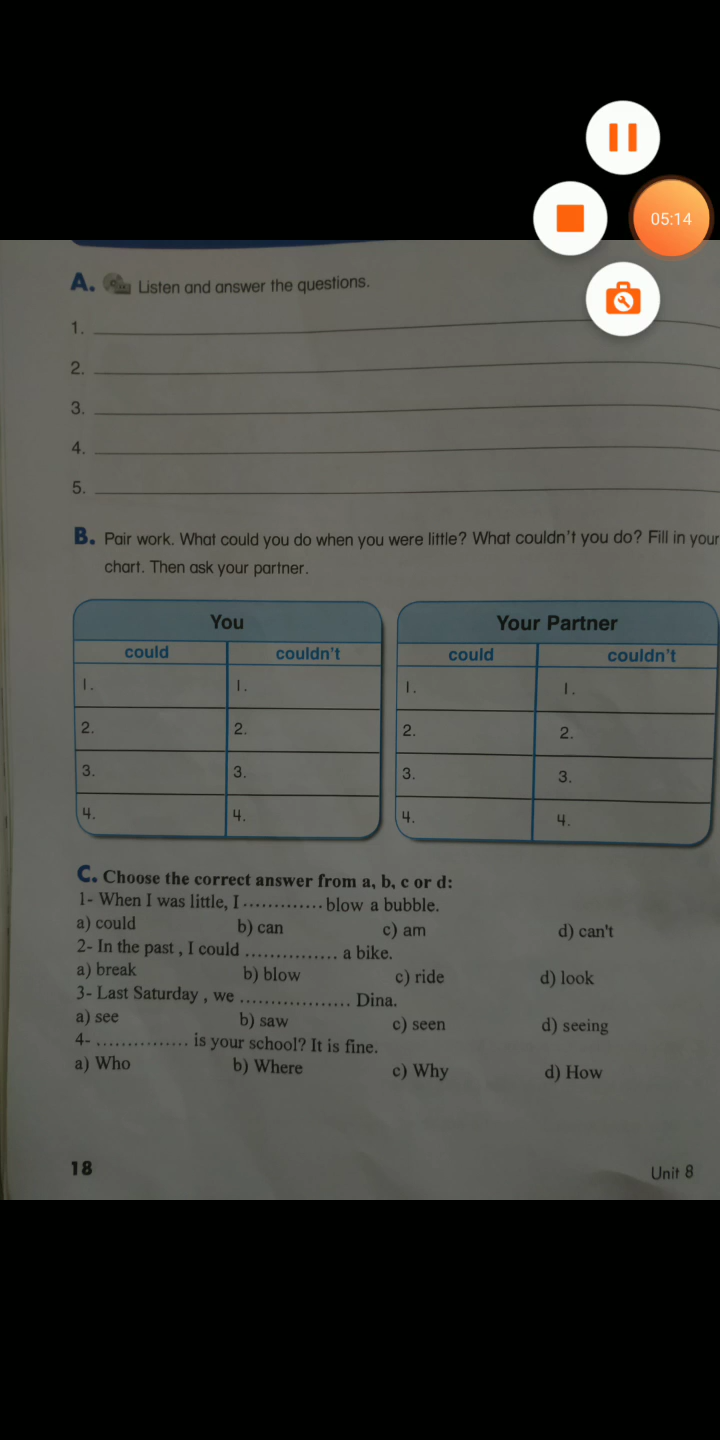 05:14
A. Listen and answer the questions.
1.
2.
3.
4.
5.
B. Pair work. What could you do when you were little? What couldn't you do? Fill in your
chart. Then ask your partner.
You
could couldn't
1. 1.
2. 2.
3. 3.
4. 4.
Your Partner
could couldn't
1. 1.
2. 2.
3. 3.
4. 4.
C. Choose the correct answer from a, b, c or d:
1- When I was little, I ............. blow a bubble.
a) could b) can c) am d) can't
2- In the past , I could ............... a bike.
a) break b) blow c) ride d) look
3- Last Saturday , we .................. Dina.
a) see b) saw c) seen d) seeing
4- ............... is your school? It is fine.
a) Who b) Where c) Why d) How
18 Unit 8